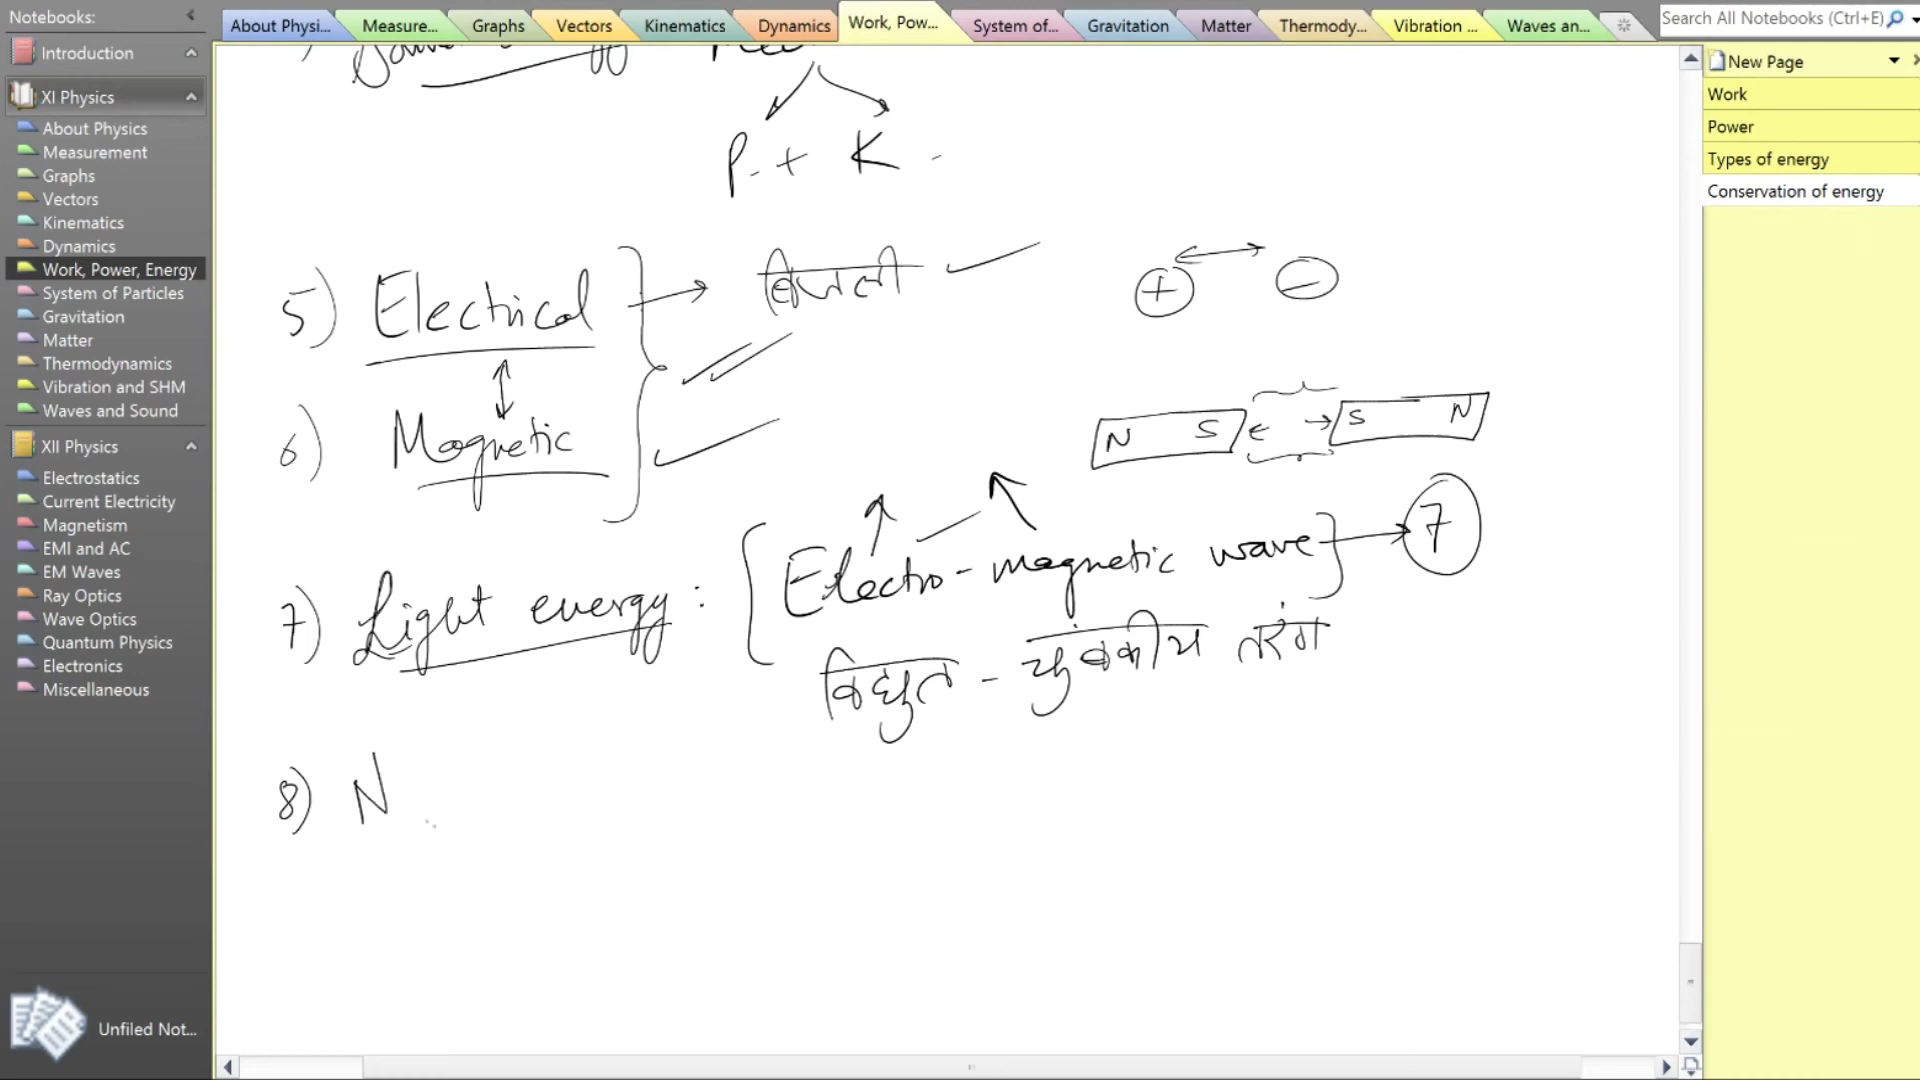 Notebooks:
Introduction
XI Physics
About Physics
Measurement
Graphs
Vectors
Kinematics
Dynamics
Work, Power, Energy
System of Particles
Gravitation
Matter
Thermodynamics
Vibration and SHM
Waves and Sound
XII Physics
Electrostatics
Current Electricity
Magnetism
EMI and AC
EM Waves
Ray Optics
Wave Optics
Quantum Physics
Electronics
Miscellaneous
Unfiled Not...
About Physi... Measure... Graphs Vectors Kinematics Dynamics Work, Pow... System of... Gravitation Matter Thermody... Vibration ... Waves an...
Search All Notebooks (Ctrl+E)
P. + K
5) Electrical → बिजली + −
6) Magnetic N S ← → S N
7) Light energy : Electro - magnetic wave → 7
विद्युत - चुंबकीय तरंग
8) N
New Page
Work
Power
Types of energy
Conservation of energy